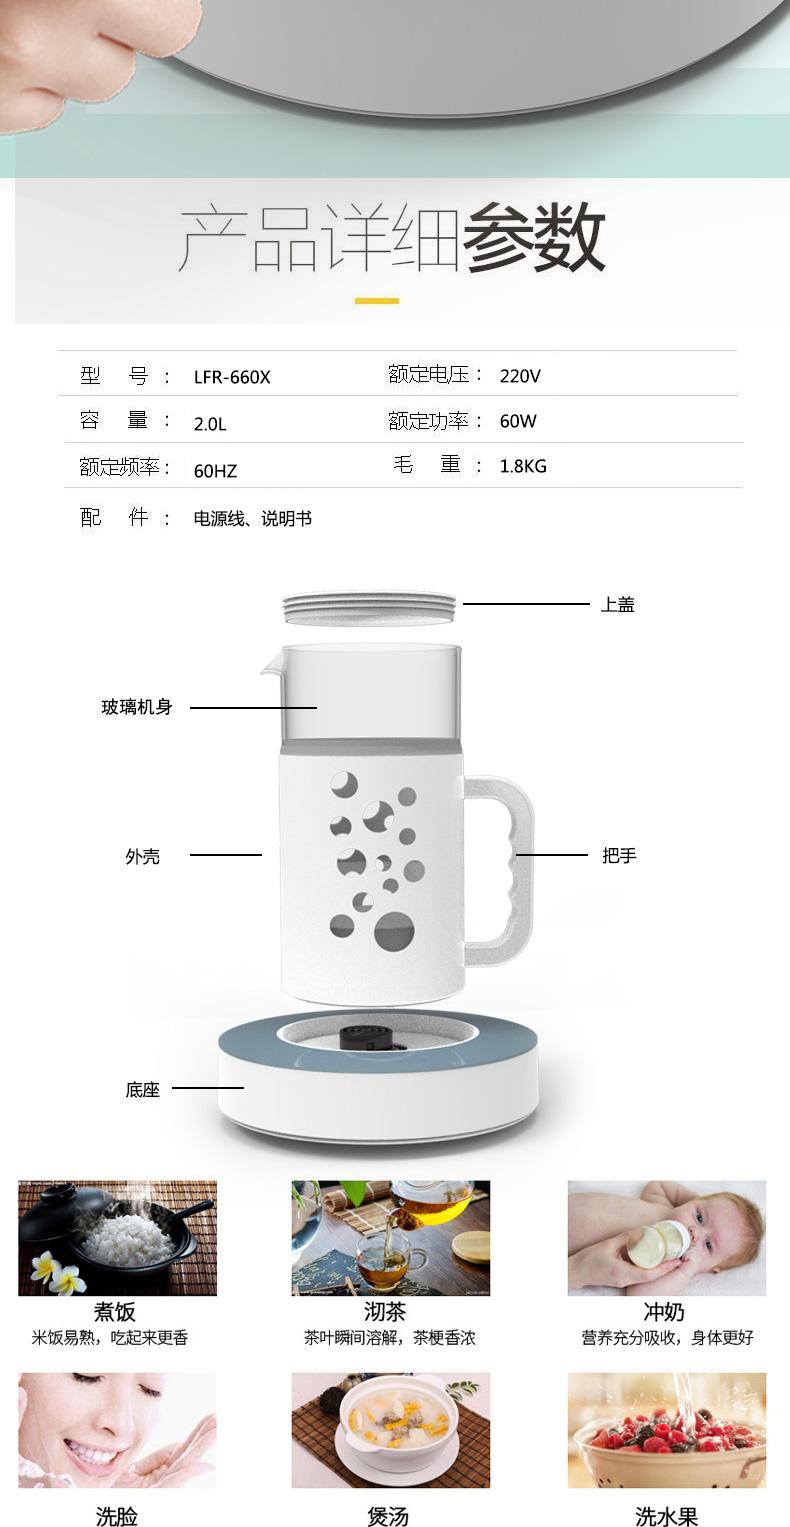 产品详细参数
型 号 : LFR-660X 额定电压: 220V
容 量 : 2.0L 额定功率: 60W
额定频率: 60HZ 毛 重 : 1.8KG
配 件 : 电源线、说明书
上盖
玻璃机身
外壳 把手
底座
煮饭 沏茶 冲奶
米饭易熟，吃起来更香 茶叶瞬间溶解，茶梗香浓 营养充分吸收，身体更好
洗脸 煲汤 洗水果